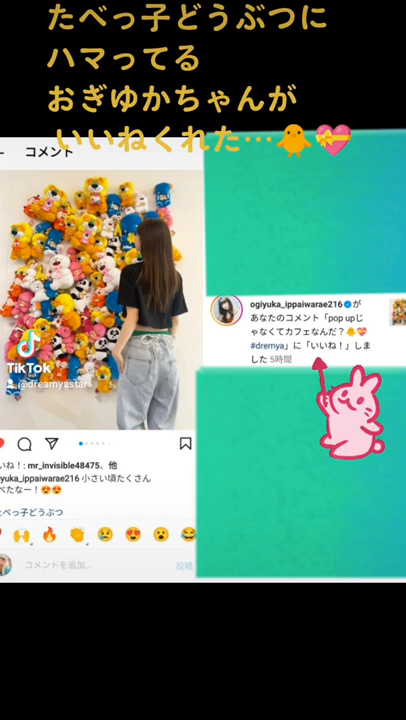 たべっ子どうぶつに
ハマってる
おぎゆかちゃんが
いいねくれた…🐥💝
コメント
ogiyuka_ippaiwarae216が
あなたのコメント「pop upじ
ゃなくてカフェなんだ？🐥💝
#dremya」に「いいね！」しま
した 5時間
TikTok
@dreamyastar
いね！: mr_invisible48475、他
yuka_ippaiwarae216 小さい頃たくさん
べたなー！😍😍
たべっ子どうぶつ
🙌🔥👏😢😍😮😂
コメントを追加...
投稿